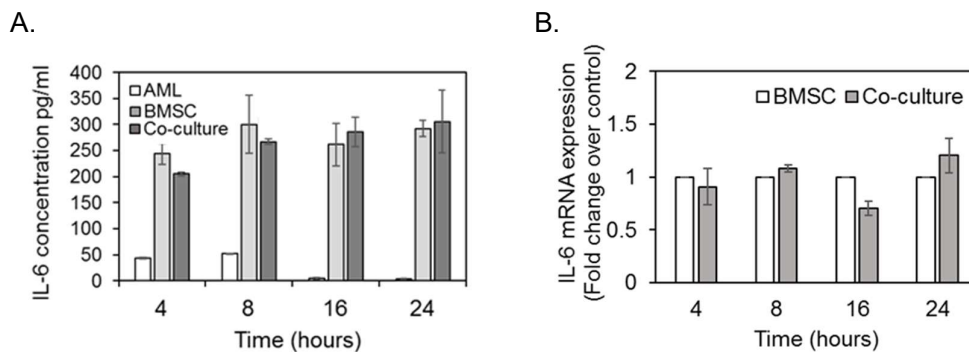 A.
IL-6 concentration pg/ml
400
350
300
250
200
150
100
50
0
AML
BMSC
Co-culture
4 8 16 24
Time (hours)
B.
IL-6 mRNA expression
(Fold change over control)
2
1.5
1
0.5
0
BMSC Co-culture
4 8 16 24
Time (hours)